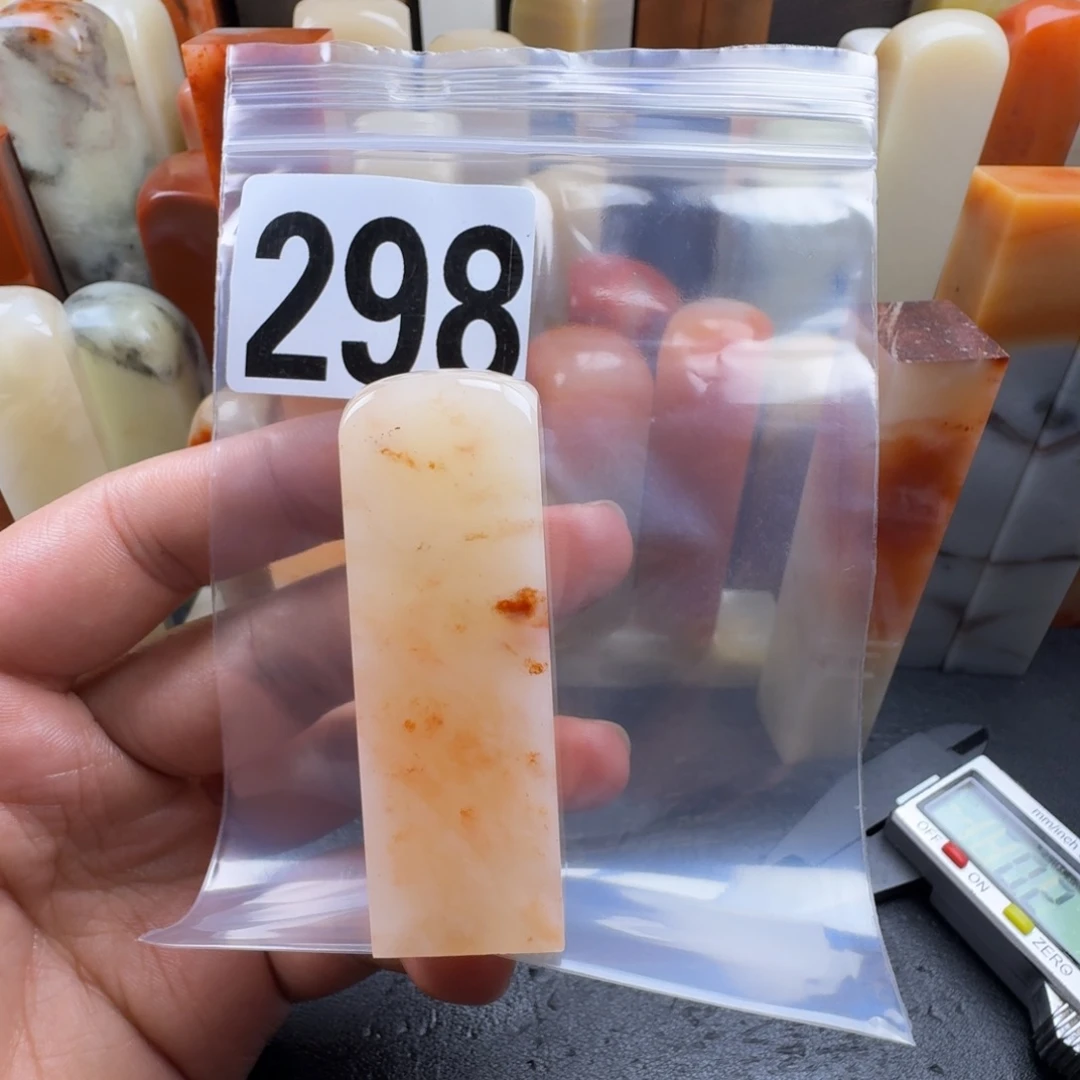 298
mm/inch
OFF
ON
ZERO